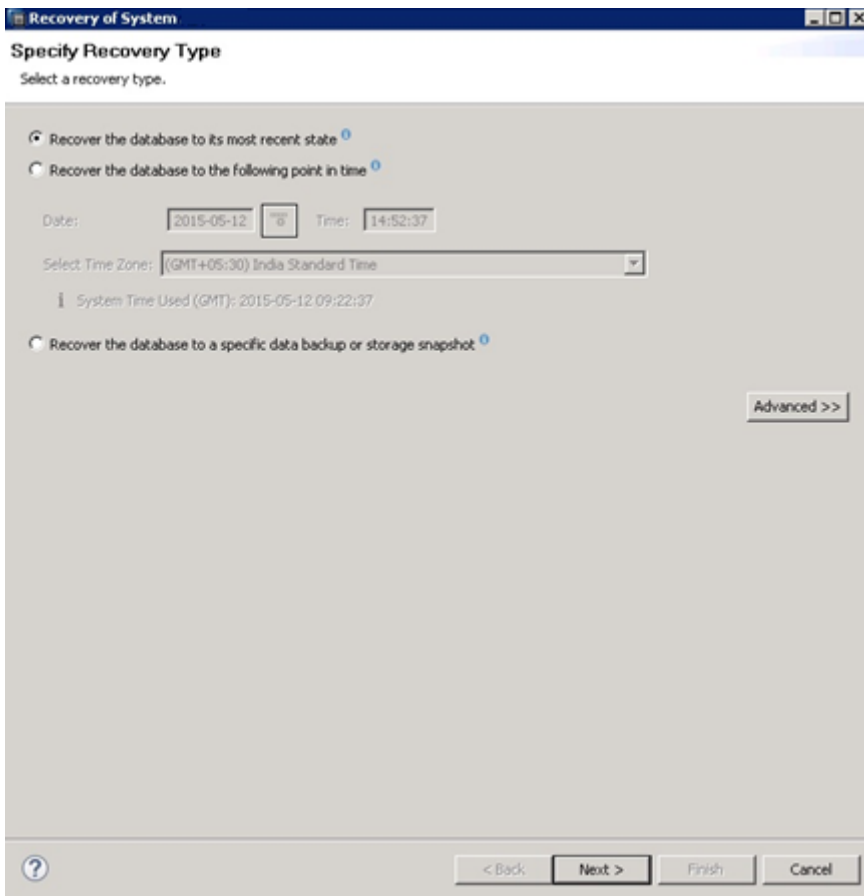 Recovery of System
Specify Recovery Type
Select a recovery type.
Recover the database to its most recent state
Recover the database to the following point in time
Date: 2015-05-12 Time: 14:52:37
Select Time Zone: (GMT+05:30) India Standard Time
i System Time Used (GMT): 2015-05-12 09:22:37
Recover the database to a specific data backup or storage snapshot
Advanced >>
? < Back Next > Finish Cancel